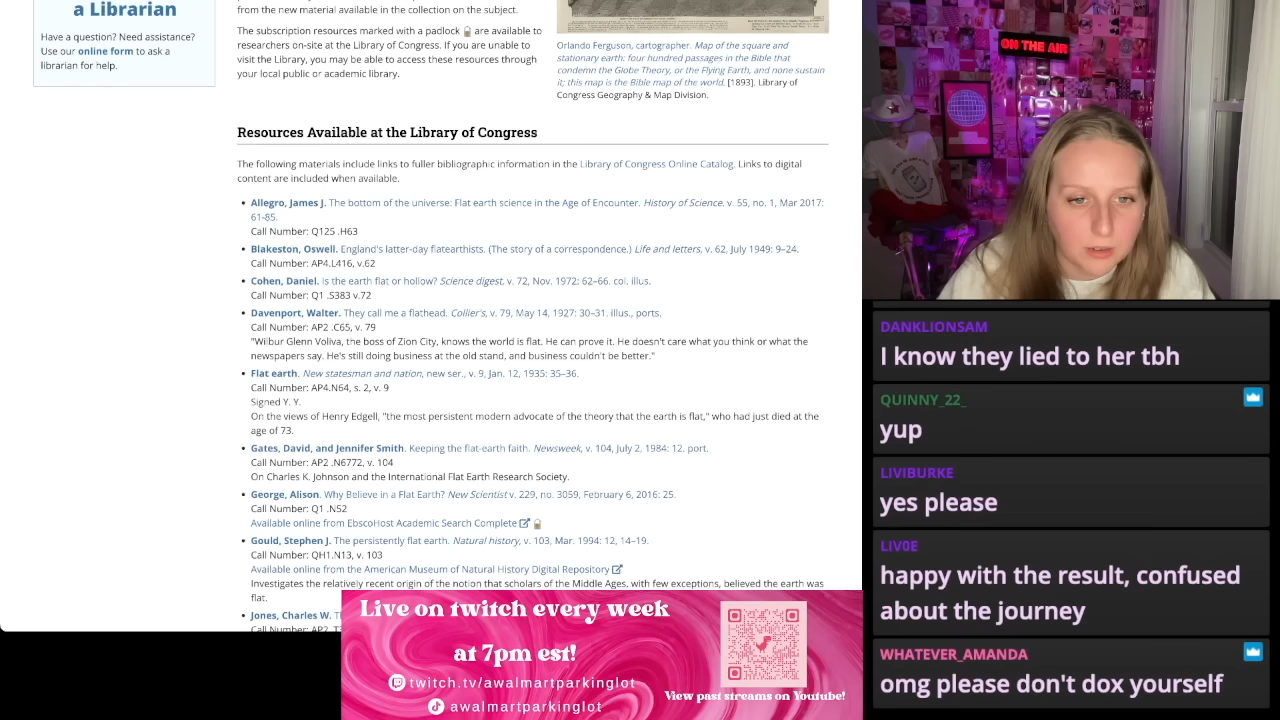 a Librarian
Have a question? Need assistance?
Use our online form to ask a
librarian for help.
from the new material available in the collection on the subject.
The subscription resources marked with a padlock are available to
researchers onsite at the Library of Congress. If you are unable to
visit the Library, you may be able to access these resources through
your local public or academic library.
Orlando Ferguson, cartographer. Map of the square and
stationary earth: four hundred passages in the Bible that
condemn the Globe Theory, or the Flying Earth, and none sustain
it; this map is the Bible map of the world. [1893]. Library of
Congress Geography & Map Division.
Resources Available at the Library of Congress
The following materials include links to fuller bibliographic information in the Library of Congress Online Catalog. Links to digital
content are included when available.
• Allegro, James J. The bottom of the universe: Flat earth science in the Age of Encounter. History of Science. v. 55, no. 1, Mar 2017:
61-85.
Call Number: Q125 .H63
• Blakeston, Oswell. England's latter-day flatearthists. (The story of a correspondence.) Life and letters, v. 62, July 1949: 9–24.
Call Number: AP4.L416, v.62
• Cohen, Daniel. is the earth flat or hollow? Science digest, v. 72, Nov. 1972: 62–66. col. illus.
Call Number: Q1 .S383 v.72
• Davenport, Walter. They call me a flathead. Collier's, v. 79, May 14, 1927: 30–31. illus., ports.
Call Number: AP2 .C65, v. 79
"Wilbur Glenn Voliva, the boss of Zion City, knows the world is flat. He can prove it. He doesn't care what you think or what the
newspapers say. He's still doing business at the old stand, and business couldn't be better."
• Flat earth. New statesman and nation, new ser., v. 9, Jan. 12, 1935: 35–36.
Call Number: AP4.N64, s. 2, v. 9
Signed Y. Y.
On the views of Henry Edgell, "the most persistent modern advocate of the theory that the earth is flat," who had just died at the
age of 73.
• Gates, David, and Jennifer Smith. Keeping the flat-earth faith. Newsweek, v. 104, July 2, 1984: 12. port.
Call Number: AP2 .N6772, v. 104
On Charles K. Johnson and the International Flat Earth Research Society.
• George, Alison. Why Believe in a Flat Earth? New Scientist v. 229, no. 3059, February 6, 2016: 25.
Call Number: Q1 .N52
Available online from EbscoHost Academic Search Complete
• Gould, Stephen J. The persistently flat earth. Natural history, v. 103, Mar. 1994: 12, 14–19.
Call Number: QH1.N13, v. 103
Available online from the American Museum of Natural History Digital Repository
Investigates the relatively recent origin of the notion that scholars of the Middle Ages, with few exceptions, believed the earth was
flat.
• Jones, Charles W.
Call Number: AP2
Live on twitch every week
at 7pm est!
twitch.tv/awalmartparkinglot
awalmartparkinglot
View past streams on Youtube!
ON THE AIR
DANKLIONSAM
I know they lied to her tbh
QUINNY_22_
yup
LIVIBURKE
yes please
LIV0E
happy with the result, confused
about the journey
WHATEVER_AMANDA
omg please don't dox yourself